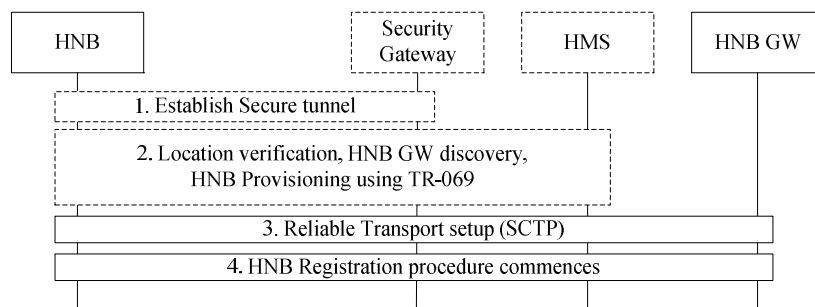 HNB
Security
Gateway
HMS
HNB GW
1. Establish Secure tunnel
2. Location verification, HNB GW discovery,
HNB Provisioning using TR-069
3. Reliable Transport setup (SCTP)
4. HNB Registration procedure commences